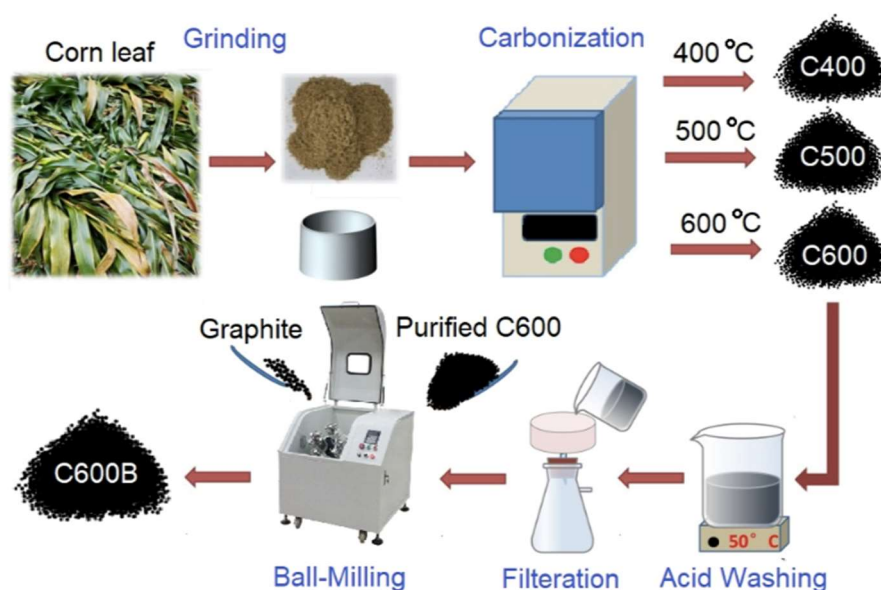 Corn leaf
Grinding
Carbonization
400 °C
C400
500 °C
C500
600 °C
C600
Graphite
Purified C600
C600B
50° C
Ball-Milling
Filteration
Acid Washing